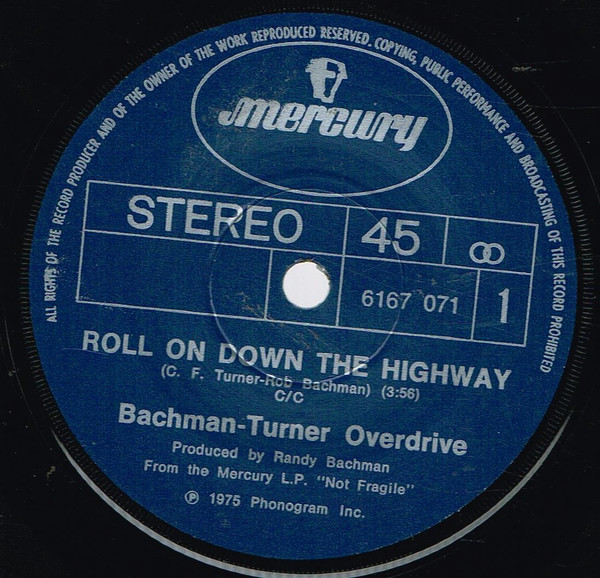 ALL RIGHTS OF THE RECORD PRODUCER AND OF THE OWNER OF THE WORK REPRODUCED RESERVED. COPYING, PUBLIC PERFORMANCE AND BROADCASTING OF THIS RECORD PROHIBITED
mercury
STEREO 45
6167 071 1
ROLL ON DOWN THE HIGHWAY
(C. F. Turner-Rob Bachman) (3:56)
C/C
Bachman-Turner Overdrive
Produced by Randy Bachman
From the Mercury L.P. "Not Fragile"
℗ 1975 Phonogram Inc.